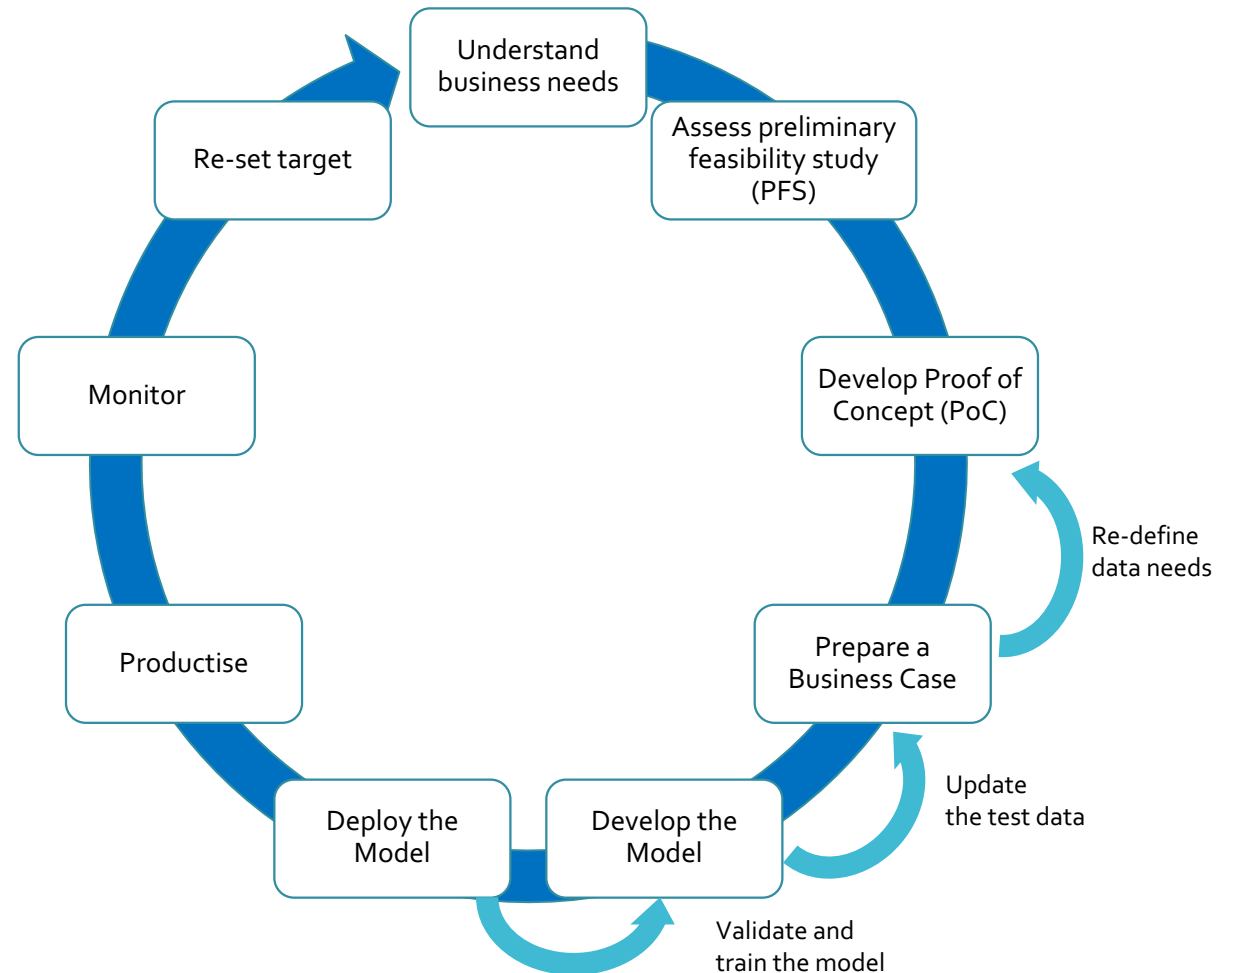 Understand
business needs
Assess preliminary
feasibility study
(PFS)
Develop Proof of
Concept (PoC)
Re-define
data needs
Prepare a
Business Case
Update
the test data
Develop the
Model
Validate and
train the model
Deploy the
Model
Productise
Monitor
Re-set target